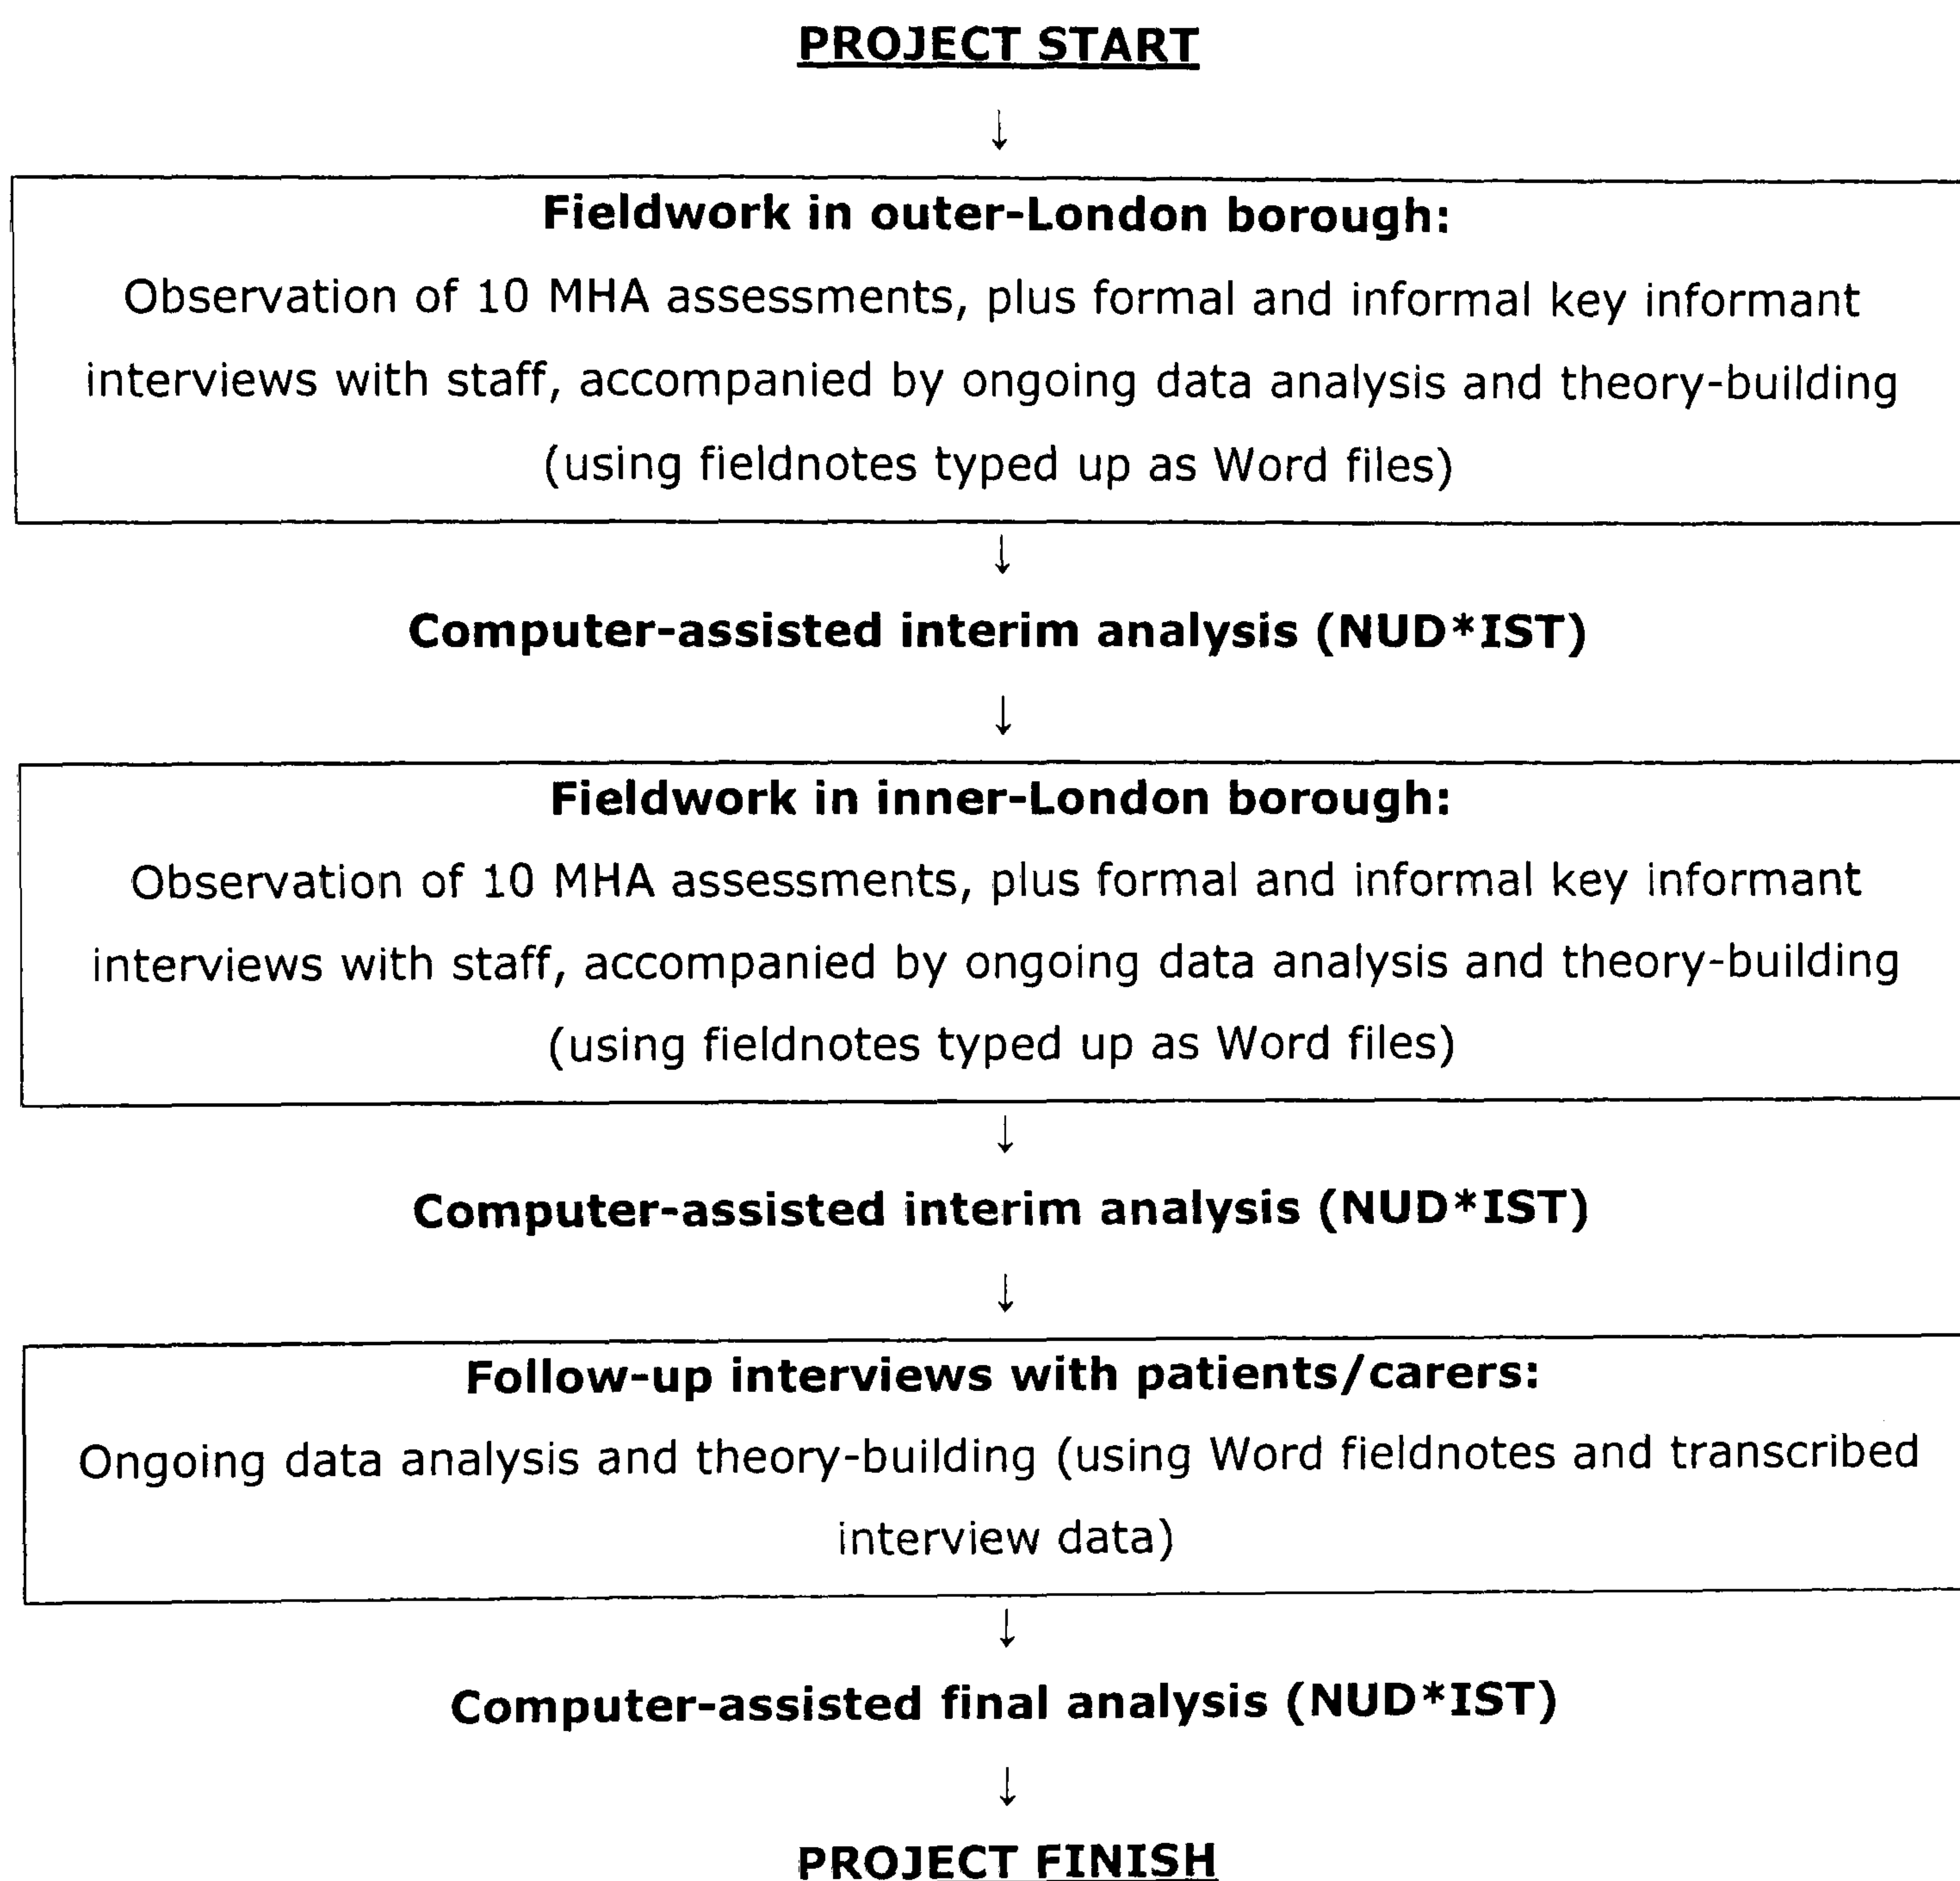 PROJECT START
↓
Fieldwork in outer-London borough:
Observation of 10 MHA assessments, plus formal and informal key informant
interviews with staff, accompanied by ongoing data analysis and theory-building
(using fieldnotes typed up as Word files)
↓
Computer-assisted interim analysis (NUD*IST)
↓
Fieldwork in inner-London borough:
Observation of 10 MHA assessments, plus formal and informal key informant
interviews with staff, accompanied by ongoing data analysis and theory-building
(using fieldnotes typed up as Word files)
↓
Computer-assisted interim analysis (NUD*IST)
↓
Follow-up interviews with patients/carers:
Ongoing data analysis and theory-building (using Word fieldnotes and transcribed
interview data)
↓
Computer-assisted final analysis (NUD*IST)
↓
PROJECT FINISH